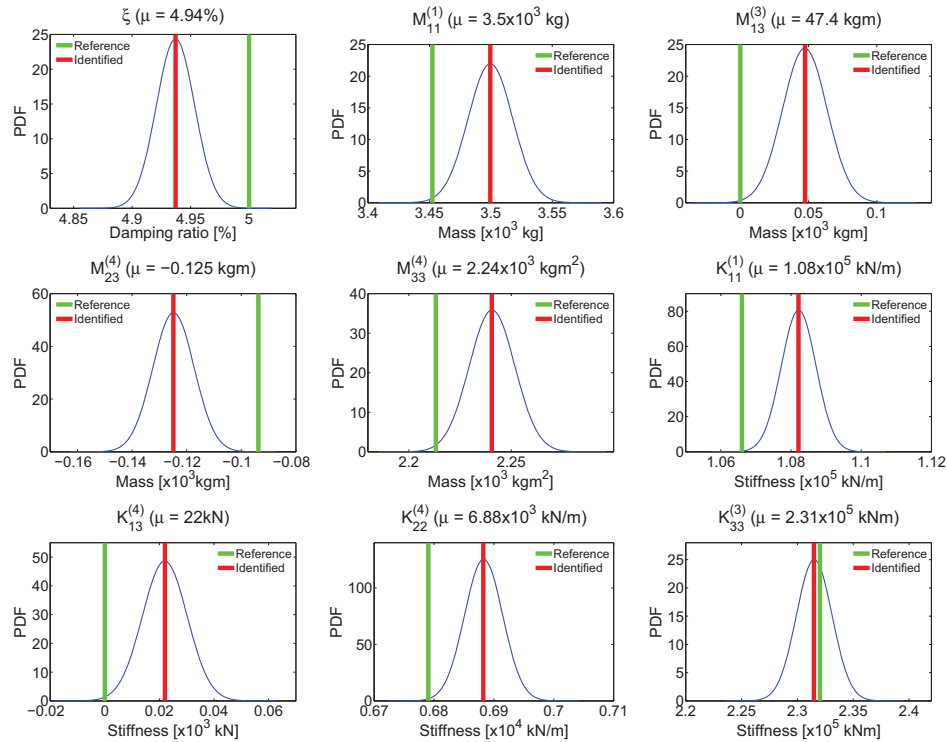 ξ (μ = 4.94%)
25
20
15
10
5
0
PDF
Reference
Identified
4.85 4.9 4.95 5
Damping ratio [%]
M₁₁⁽¹⁾ (μ = 3.5x10³ kg)
25
20
15
10
5
0
PDF
Reference
Identified
3.4 3.45 3.5 3.55 3.6
Mass [x10³ kg]
M₁₃⁽³⁾ (μ = 47.4 kgm)
25
20
15
10
5
0
PDF
Reference
Identified
0 0.05 0.1
Mass [x10³ kgm]
M₂₃⁽⁴⁾ (μ = −0.125 kgm)
60
40
20
0
PDF
Reference
Identified
−0.16 −0.14 −0.12 −0.1 −0.08
Mass [x10³kgm]
M₃₃⁽⁴⁾ (μ = 2.24x10³ kgm²)
40
30
20
10
0
PDF
Reference
Identified
2.2 2.25
Mass [x10³ kgm²]
K₁₁⁽¹⁾ (μ = 1.08x10⁵ kN/m)
80
60
40
20
0
PDF
Reference
Identified
1.06 1.08 1.1 1.12
Stiffness [x10⁵ kN/m]
K₁₃⁽⁴⁾ (μ = 22kN)
50
40
30
20
10
0
PDF
Reference
Identified
−0.02 0 0.02 0.04 0.06
Stiffness [x10³ kN]
K₂₂⁽⁴⁾ (μ = 6.88x10³ kN/m)
100
50
0
PDF
Reference
Identified
0.67 0.68 0.69 0.7 0.71
Stiffness [x10⁴ kN/m]
K₃₃⁽³⁾ (μ = 2.31x10⁵ kNm)
25
20
15
10
5
0
PDF
Reference
Identified
2.2 2.25 2.3 2.35 2.4
Stiffness [x10⁵ kNm]